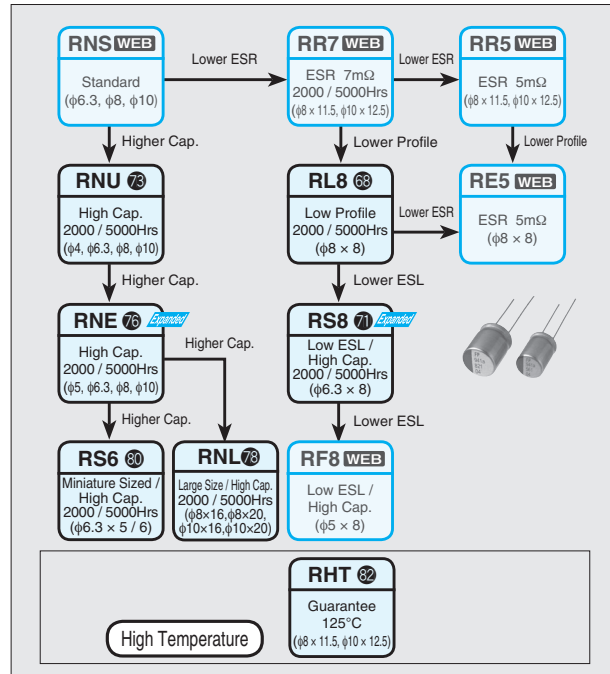 RNS WEB
Standard
(ϕ6.3, ϕ8, ϕ10)
Lower ESR
RR7 WEB
ESR 7mΩ
2000 / 5000Hrs
(ϕ8 × 11.5, ϕ10 × 12.5)
Lower ESR
RR5 WEB
ESR 5mΩ
(ϕ8 × 11.5, ϕ10 × 12.5)
Higher Cap.
Lower Profile
Lower Profile
RNU 73
High Cap.
2000 / 5000Hrs
(ϕ4, ϕ6.3, ϕ8, ϕ10)
RL8 68
Low Profile
2000 / 5000Hrs
(ϕ8 × 8)
Lower ESR
RE5 WEB
ESR 5mΩ
(ϕ8 × 8)
Higher Cap.
Lower ESL
RNE 76 Expanded
High Cap.
2000 / 5000Hrs
(ϕ5, ϕ6.3, ϕ8, ϕ10)
Higher Cap.
RS8 71 Expanded
Low ESL /
High Cap.
2000 / 5000Hrs
(ϕ6.3 × 8)
Higher Cap.
Lower ESL
RS6 80
Miniature Sized /
High Cap.
2000 / 5000Hrs
(ϕ6.3 × 5 / 6)
RNL 78
Large Size / High Cap.
2000 / 5000Hrs
(ϕ8×16,ϕ8×20,
ϕ10×16,ϕ10×20)
RF8 WEB
Low ESL /
High Cap.
(ϕ5 × 8)
High Temperature
RHT 82
Guarantee
125°C
(ϕ8 × 11.5, ϕ10 × 12.5)